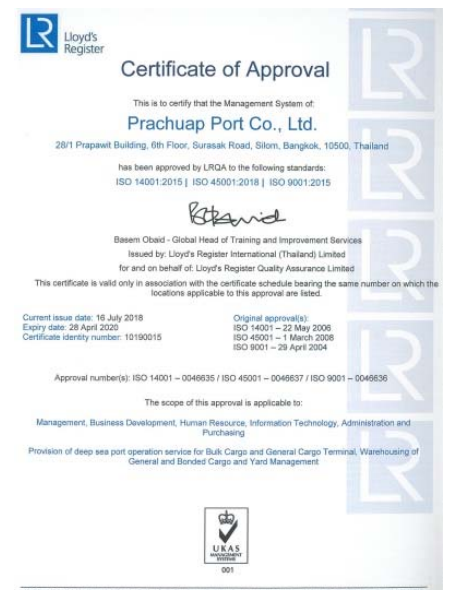 LR
Lloyd's
Register
Certificate of Approval
This is to certify that the Management System of:
Prachuap Port Co., Ltd.
28/1 Prapawit Building, 6th Floor, Surasak Road, Silom, Bangkok, 10500, Thailand
has been approved by LRQA to the following standards:
ISO 14001:2015 | ISO 45001:2018 | ISO 9001:2015
Basem Obaid - Global Head of Training and Improvement Services
Issued by: Lloyd's Register International (Thailand) Limited
for and on behalf of: Lloyd's Register Quality Assurance Limited
This certificate is valid only in association with the certificate schedule bearing the same number on which the
locations applicable to this approval are listed.
Current issue date: 16 July 2018
Expiry date: 28 April 2020
Certificate identity number: 10190015
Original approval(s):
ISO 14001 – 22 May 2006
ISO 45001 – 1 March 2008
ISO 9001 – 29 April 2004
Approval number(s): ISO 14001 – 0046635 / ISO 45001 – 0046637 / ISO 9001 – 0046636
The scope of this approval is applicable to:
Management, Business Development, Human Resource, Information Technology, Administration and
Purchasing
Provision of deep sea port operation service for Bulk Cargo and General Cargo Terminal, Warehousing of
General and Bonded Cargo and Yard Management
UKAS
MANAGEMENT
SYSTEMS
001